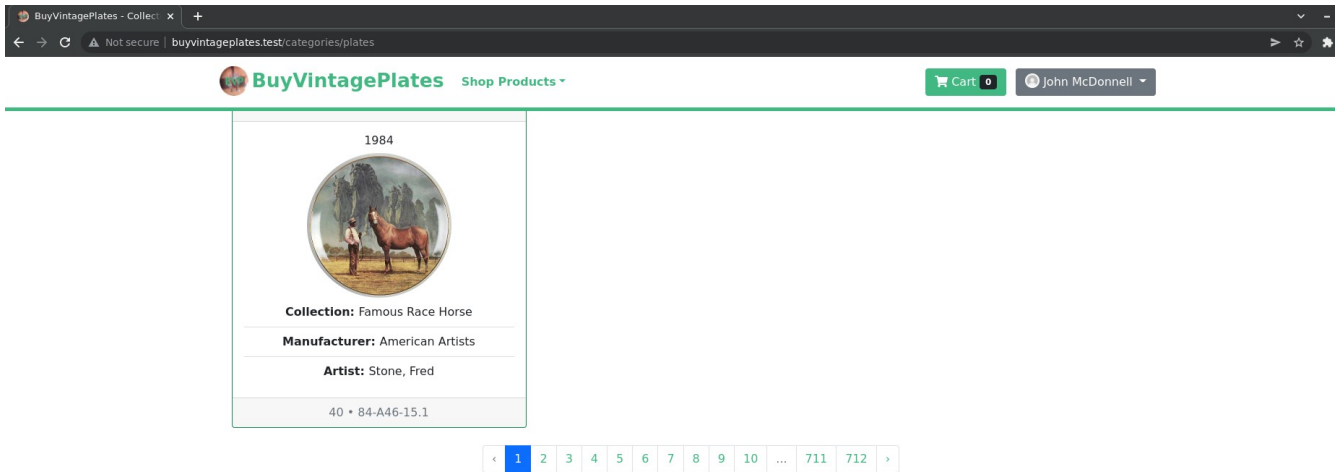 BuyVintagePlates - Collect
Not secure | buyvintageplates.test/categories/plates
BuyVintagePlates Shop Products Cart 0 John McDonnell
1984
Collection: Famous Race Horse
Manufacturer: American Artists
Artist: Stone, Fred
40 • 84-A46-15.1
‹ 1 2 3 4 5 6 7 8 9 10 ... 711 712 ›